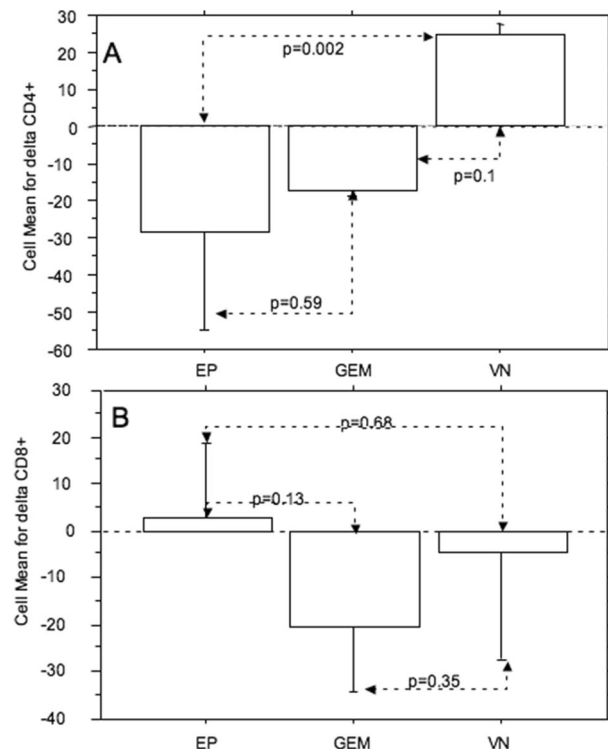 A
Cell Mean for delta CD4+
30
20
10
0
-10
-20
-30
-40
-50
-60
p=0.002
p=0.1
p=0.59
EP GEM VN
B
Cell Mean for delta CD8+
30
20
10
0
-10
-20
-30
-40
p=0.68
p=0.13
p=0.35
EP GEM VN